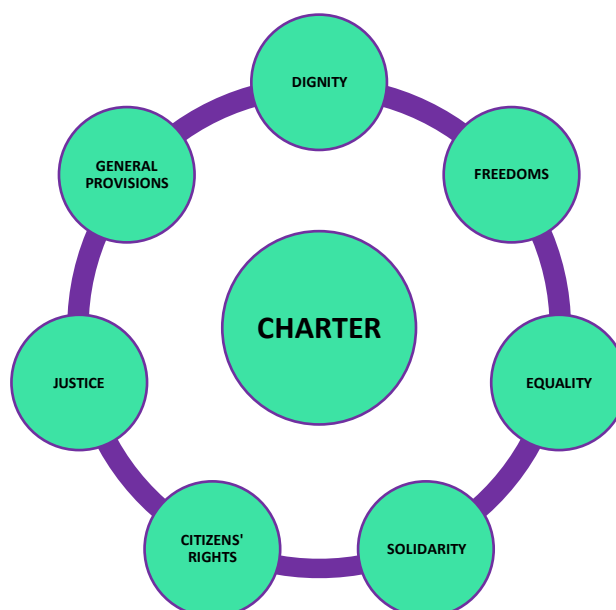 DIGNITY
FREEDOMS
EQUALITY
SOLIDARITY
CITIZENS'
RIGHTS
JUSTICE
GENERAL
PROVISIONS
CHARTER